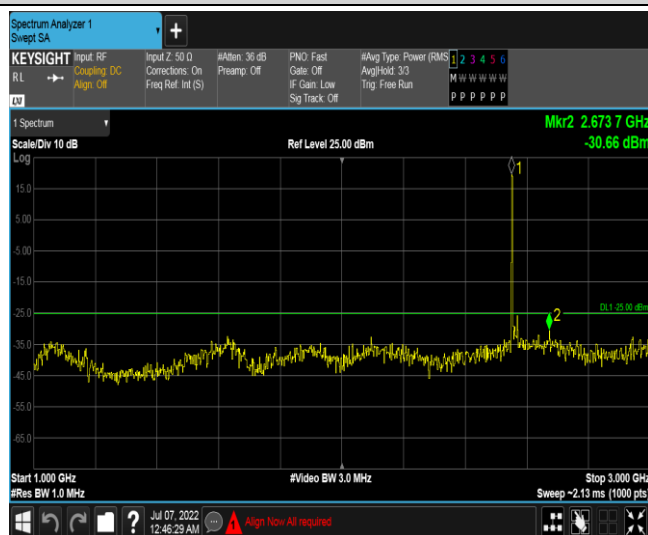 Spectrum Analyzer 1
Swept SA
+
KEYSIGHT
RL
LXI
Input: RF
Coupling: DC
Align: Off
Input Z: 50 Ω
Corrections: On
Freq Ref: Int (S)
#Atten: 36 dB
Preamp: Off
PNO: Fast
Gate: Off
IF Gain: Low
Sig Track: Off
#Avg Type: Power (RMS
Avg|Hold: 3/3
Trig: Free Run
1 2 3 4 5 6
M W W W W W
P P P P P P
1 Spectrum
Mkr2 2.673 7 GHz
Scale/Div 10 dB
Ref Level 25.00 dBm
-30.66 dBm
Log
1
15.0
5.00
-5.00
-15.0
-25.0
DL1 -25.00 dBm
2
-35.0
-45.0
-55.0
-65.0
Start 1.000 GHz
#Video BW 3.0 MHz
Stop 3.000 GHz
#Res BW 1.0 MHz
Sweep ~2.13 ms (1000 pts)
?
Jul 07, 2022
12:46:29 AM
1
Align Now All required